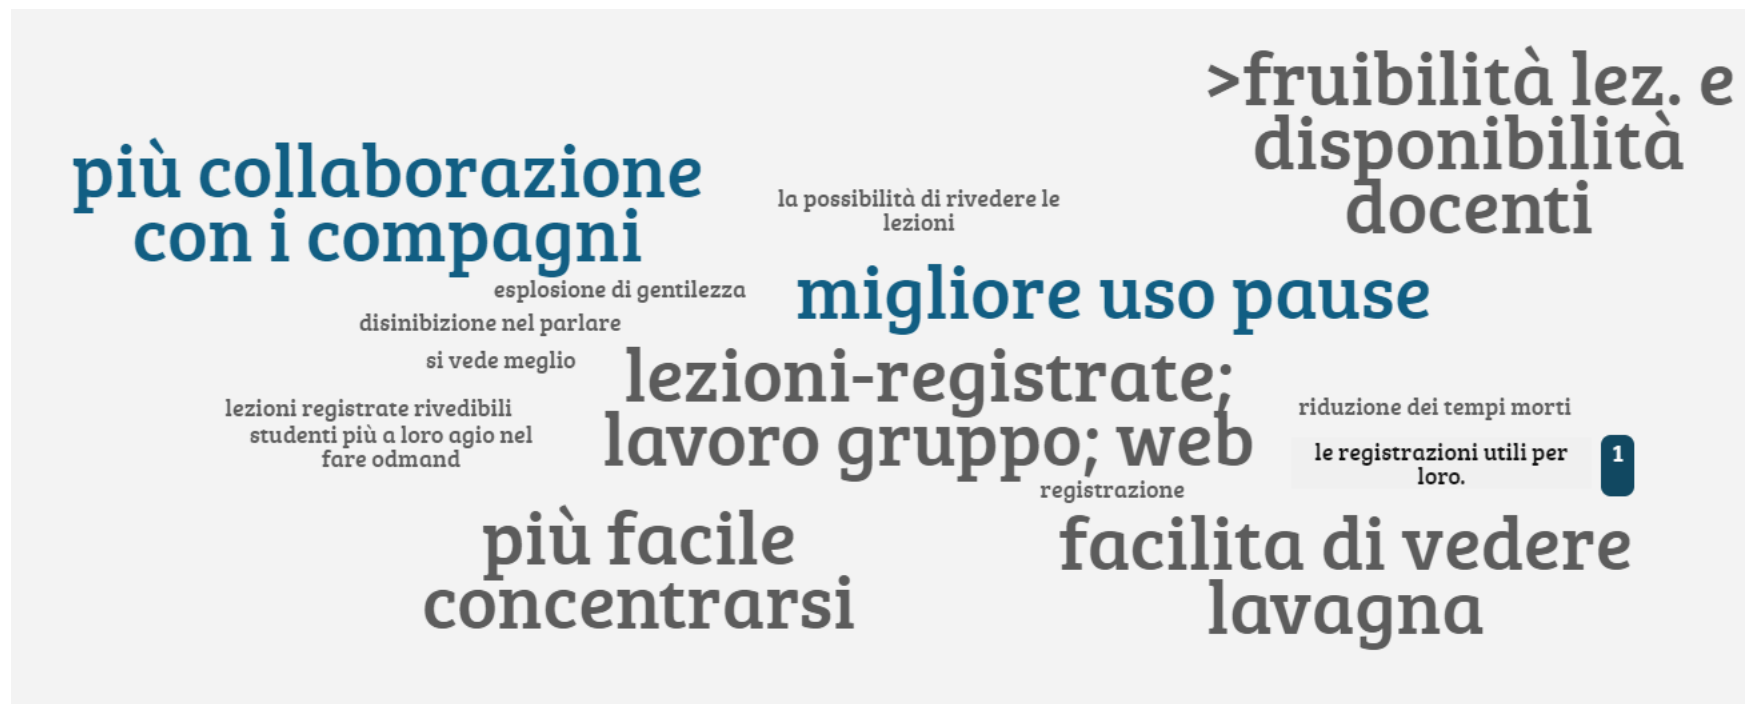 >fruibilità lez. e
disponibilità
docenti
più collaborazione
con i compagni
la possibilità di rivedere le
lezioni
esplosione di gentilezza
migliore uso pause
disinibizione nel parlare
si vede meglio
lezioni-registrate;
lavoro gruppo; web
lezioni registrate rivedibili
studenti più a loro agio nel
fare odmand
riduzione dei tempi morti
le registrazioni utili per
loro.
1
registrazione
più facile
concentrarsi
facilita di vedere
lavagna